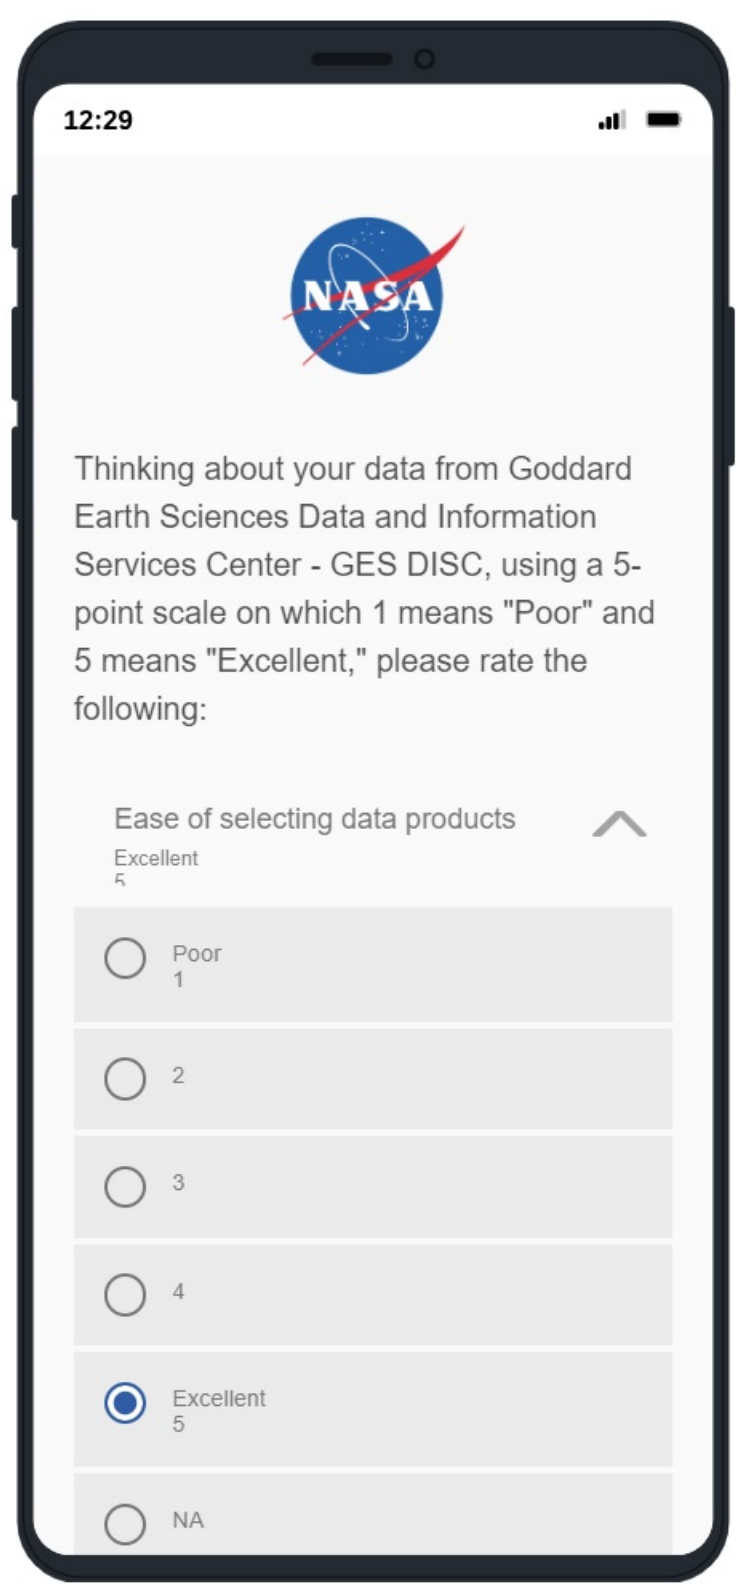 12:29
NASA
Thinking about your data from Goddard
Earth Sciences Data and Information
Services Center - GES DISC, using a 5-
point scale on which 1 means "Poor" and
5 means "Excellent," please rate the
following:
Ease of selecting data products
Excellent
5
Poor
1
2
3
4
Excellent
5
NA